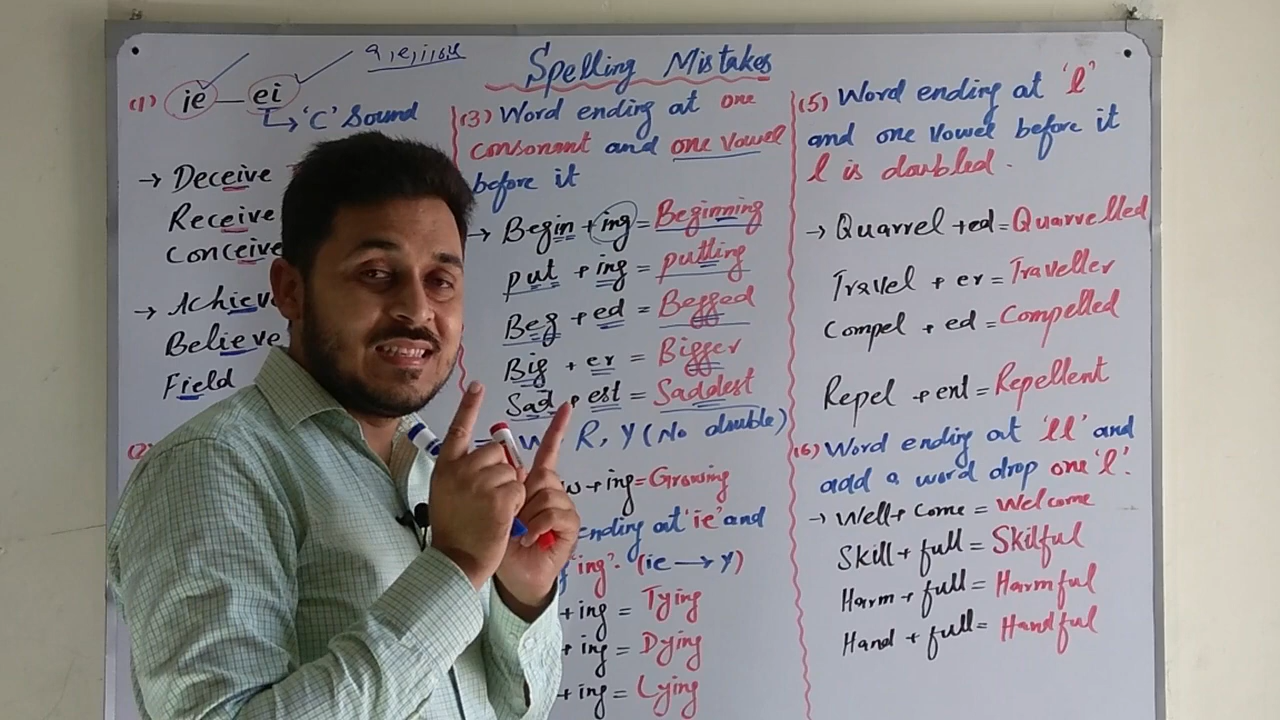 Spelling Mistakes
(1) ie — ei
a, e, i, o, u
→ 'C' Sound
→ Deceive
Receive
Conceive
→ Achieve
Believe
Field
(3) Word ending at one
consonant and one vowel
before it
→ Begin + ing = Beginning
put + ing = putting
Beg + ed = Begged
Big + er = Bigger
Sad + est = Saddest
W, R, Y (No double)
w + ing = Growing
ending at 'ie' and
'ing'. (ie → y)
+ ing = Tying
+ ing = Dying
+ ing = Lying
(5) Word ending at 'l'
and one vowel before it
l is doubled.
→ Quarrel + ed = Quarrelled
Travel + er = Traveller
Compel + ed = Compelled
Repel + ent = Repellent
(6) Word ending at 'll' and
add a word drop one 'l'.
→ Well + come = Welcome
Skill + full = Skilful
Harm + full = Harmful
Hand + full = Handful